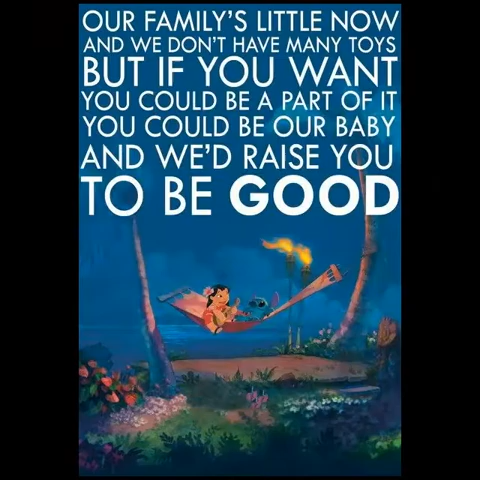 OUR FAMILY’S LITTLE NOW
AND WE DON’T HAVE MANY TOYS
BUT IF YOU WANT
YOU COULD BE A PART OF IT
YOU COULD BE OUR BABY
AND WE’D RAISE YOU
TO BE GOOD